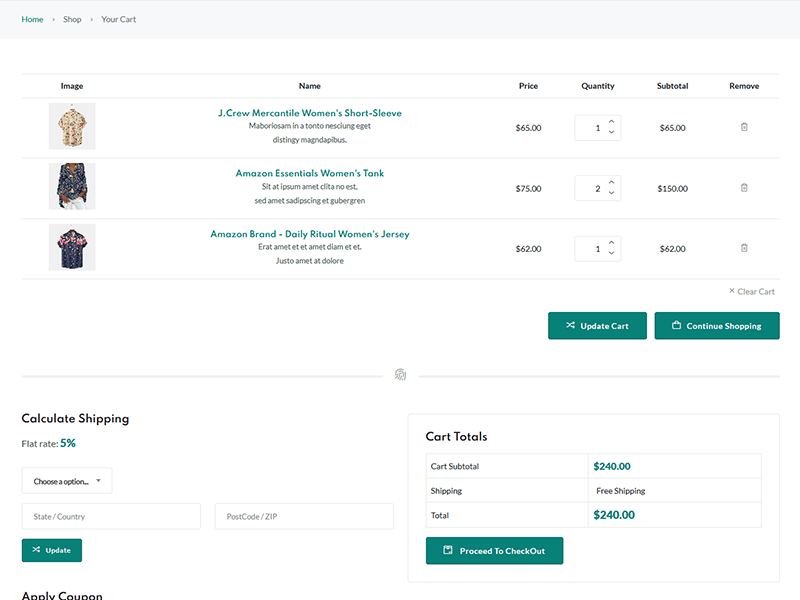 Home > Shop > Your Cart
Image Name Price Quantity Subtotal Remove
J.Crew Mercantile Women's Short-Sleeve
Maboriosam in a tonto nesciung eget
distingy magndapibus.
$65.00 1 $65.00
Amazon Essentials Women's Tank
Sit at ipsum amet clita no est,
sed amet sadipscing et gubergren
$75.00 2 $150.00
Amazon Brand - Daily Ritual Women's Jersey
Erat amet et et amet diam et et.
Justo amet at dolore
$62.00 1 $62.00
× Clear Cart
Update Cart Continue Shopping
Calculate Shipping
Flat rate: 5%
Choose a option...
State / Country PostCode / ZIP
Update
Apply Coupon
Cart Totals
Cart Subtotal $240.00
Shipping Free Shipping
Total $240.00
Proceed To CheckOut